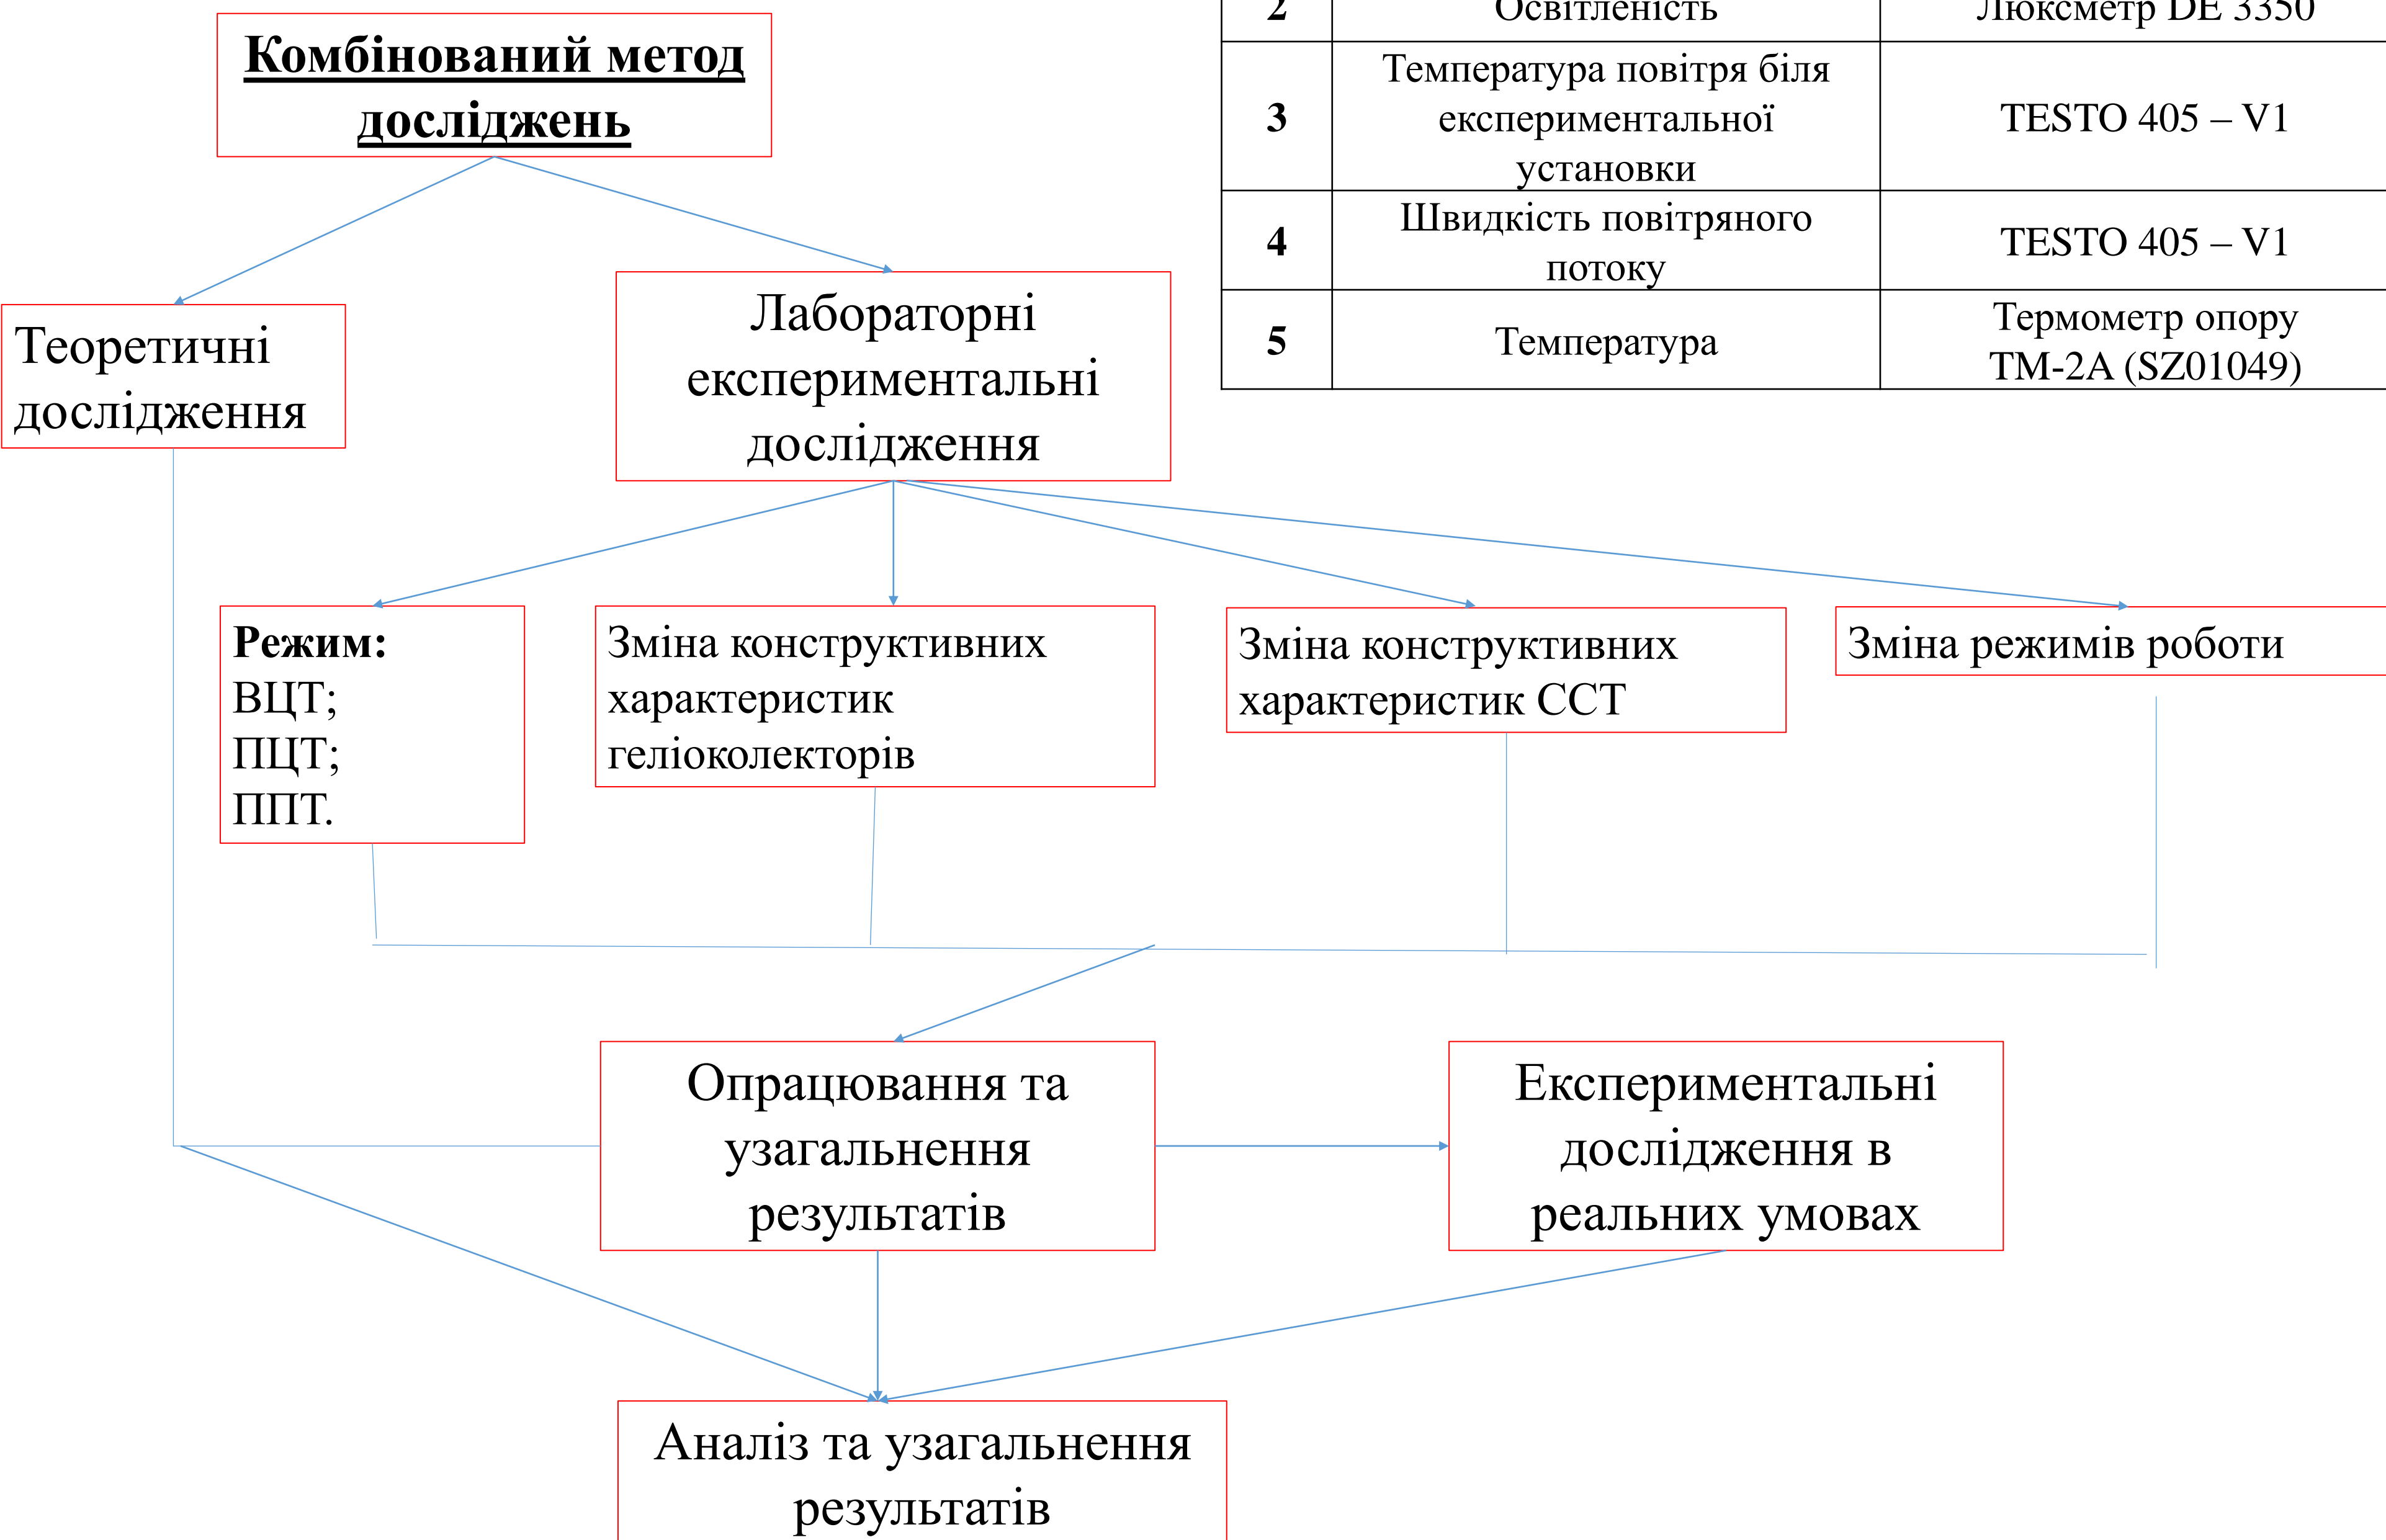 Комбінований метод
досліджень
2 Освітленість Люксметр DE 3350
3 Температура повітря біля
експериментальної
установки
TESTO 405 – V1
4 Швидкість повітряного
потоку
TESTO 405 – V1
5 Температура Термометр опору
ТМ-2А (SZ01049)
Теоретичні
дослідження
Лабораторні
експериментальні
дослідження
Режим:
ВЦТ;
ПЦТ;
ППТ.
Зміна конструктивних
характеристик
геліоколекторів
Зміна конструктивних
характеристик ССТ
Зміна режимів роботи
Опрацювання та
узагальнення
результатів
Експериментальні
дослідження в
реальних умовах
Аналіз та узагальнення
результатів